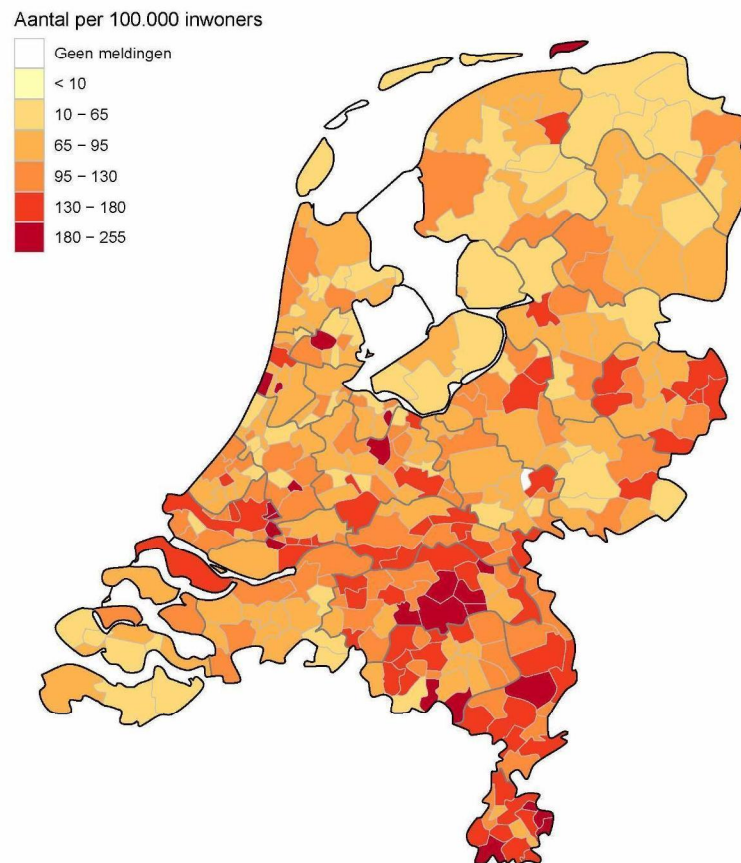 Aantal per 100.000 inwoners
Geen meldingen
< 10
10 − 65
65 − 95
95 − 130
130 − 180
180 − 255